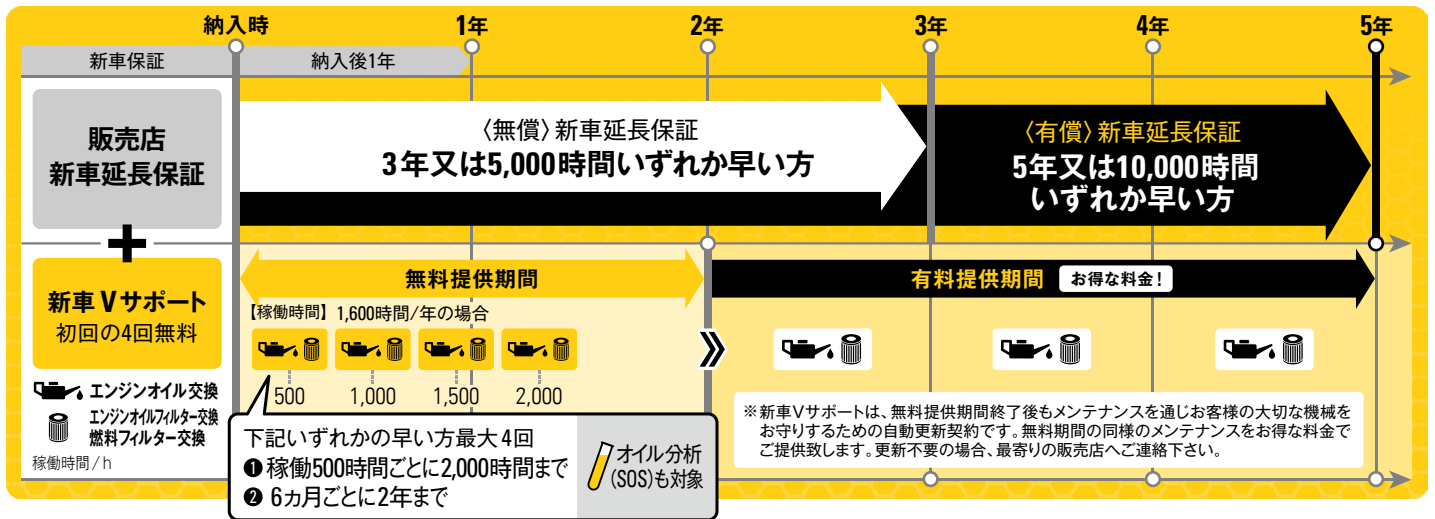 納入時
1年
2年
3年
4年
5年
新車保証
納入後1年
販売店
新車延長保証
〈無償〉新車延長保証
3年又は5,000時間いずれか早い方
〈有償〉新車延長保証
5年又は10,000時間
いずれか早い方
+
新車Vサポート
初回の4回無料
無料提供期間
有料提供期間
お得な料金!
【稼働時間】1,600時間/年の場合
500
1,000
1,500
2,000
エンジンオイル交換
エンジンオイルフィルター交換
燃料フィルター交換
稼働時間/h
下記いずれかの早い方最大4回
❶稼働500時間ごとに2,000時間まで
❷ 6ヵ月ごとに2年まで
オイル分析
(SOS)も対象
※新車Vサポートは、無料提供期間終了後もメンテナンスを通じお客様の大切な機械を
お守りするための自動更新契約です。無料期間の同様のメンテナンスをお得な料金で
ご提供致します。更新不要の場合、最寄りの販売店へご連絡下さい。